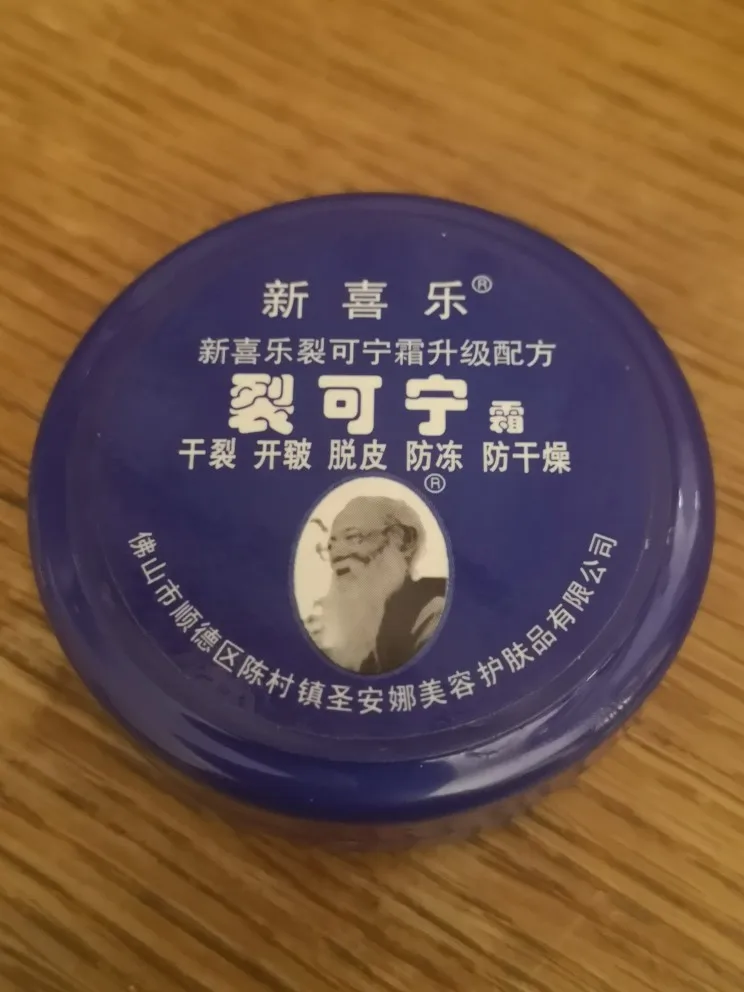 新喜乐®
新喜乐裂可宁霜升级配方
裂可宁霜
干裂 开皲 脱皮 防冻 防干燥
®
佛山市顺德区陈村镇圣安娜美容护肤品有限公司